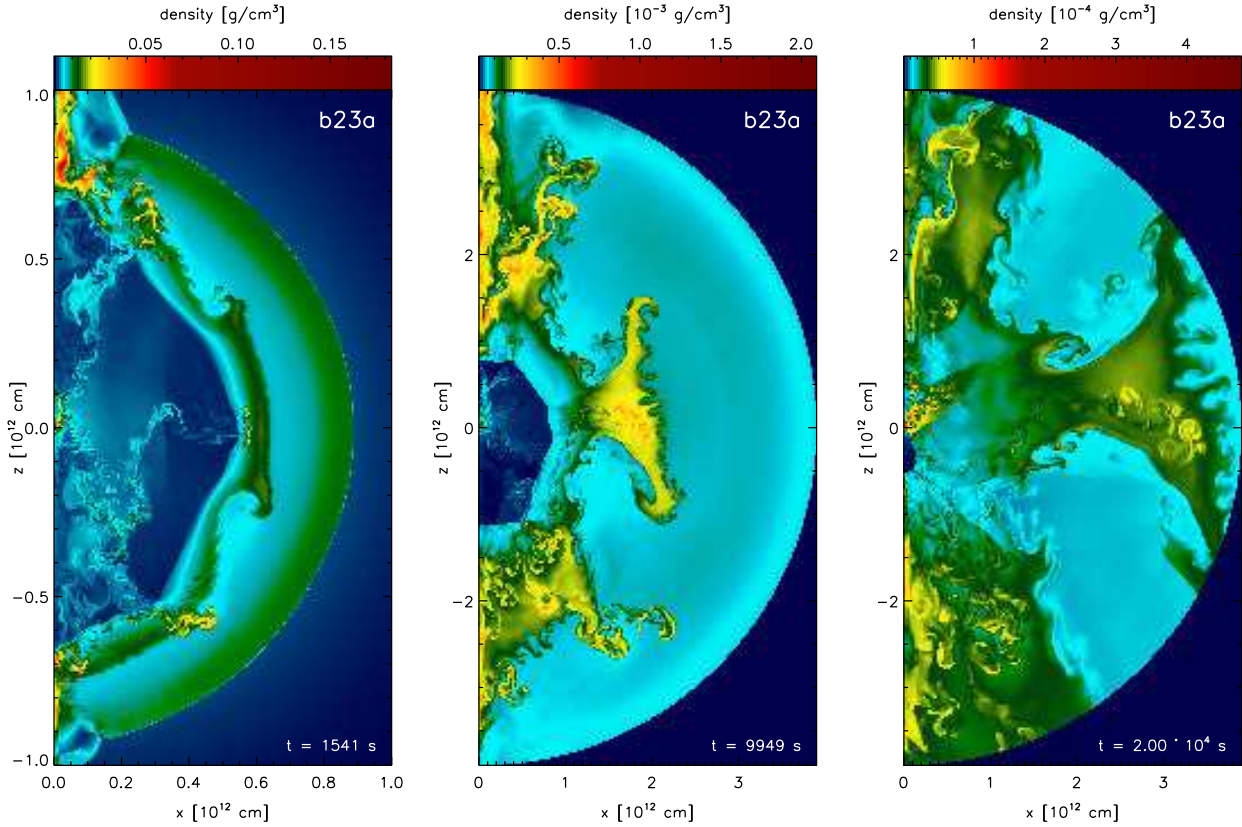 density [g/cm³]
0.05 0.10 0.15
b23a
1.0
0.5
0.0
−0.5
−1.0
z [10¹² cm]
t = 1541 s
0.0 0.2 0.4 0.6 0.8 1.0
x [10¹² cm]
density [10⁻³ g/cm³]
0.5 1.0 1.5 2.0
b23a
2
0
−2
z [10¹² cm]
t = 9949 s
0 1 2 3
x [10¹² cm]
density [10⁻⁴ g/cm³]
1 2 3 4
b23a
2
0
−2
z [10¹² cm]
t = 2.00 * 10⁴ s
0 1 2 3
x [10¹² cm]